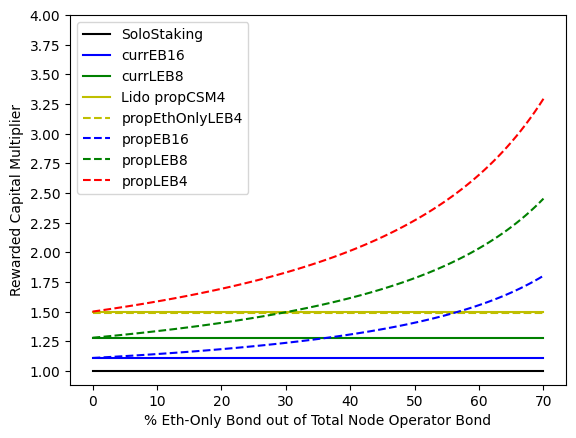 4.00
3.75
3.50
3.25
3.00
2.75
2.50
2.25
2.00
1.75
1.50
1.25
1.00
Rewarded Capital Multiplier
SoloStaking
currEB16
currLEB8
Lido propCSM4
propEthOnlyLEB4
propEB16
propLEB8
propLEB4
0 10 20 30 40 50 60 70
% Eth-Only Bond out of Total Node Operator Bond